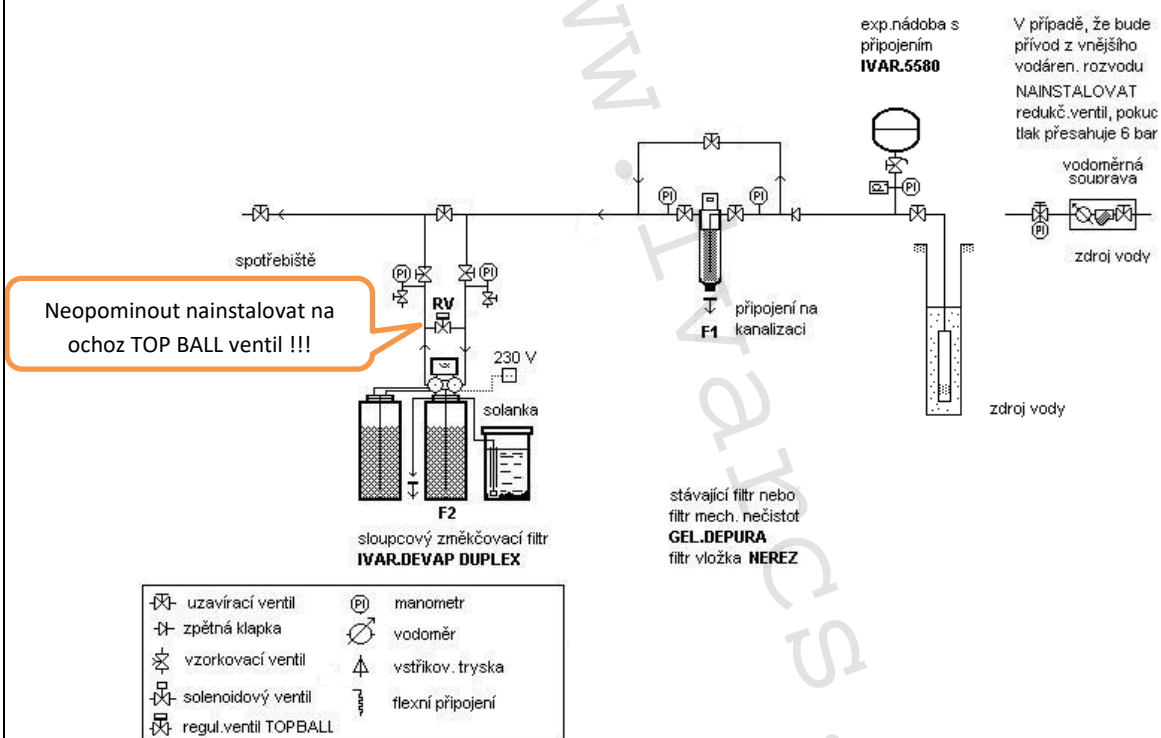 exp.nádoba s
připojením
IVAR.5580
V případě, že bude
přívod z vnějšího
vodáren. rozvodu
NAINSTALOVAT
redukč.ventil, pokud
tlak přesahuje 6 bar
vodoměrná
souprava
PI
zdroj vody
PI
PI
PI
spotřebiště
PI
PI
RV
Neopominout nainstalovat na
ochoz TOP BALL ventil !!!
230 V
připojení na
F1 kanalizaci
solanka
zdroj vody
F2
sloupcový změkčovací filtr
IVAR.DEVAP DUPLEX
stávající filtr nebo
filtr mech. nečistot
GEL.DEPURA
filtr vložka NEREZ
uzavírací ventil
zpětná klapka
vzorkovací ventil
solenoidový ventil
regul.ventil TOPBALL
PI manometr
vodoměr
vstřikov. tryska
flexní připojení
w.ivarcs.